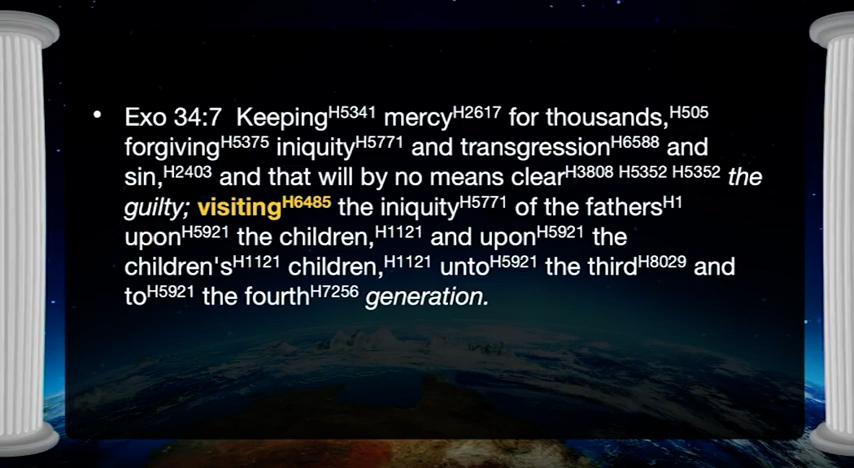 • Exo 34:7 KeepingH5341 mercyH2617 for thousands,H505
forgivingH5375 iniquityH5771 and transgressionH6588 and
sin,H2403 and that will by no means clearH3808 H5352 H5352 the
guilty; visitingH6485 the iniquityH5771 of the fathersH1
uponH5921 the children,H1121 and uponH5921 the
children'sH1121 children,H1121 untoH5921 the thirdH8029 and
toH5921 the fourthH7256 generation.